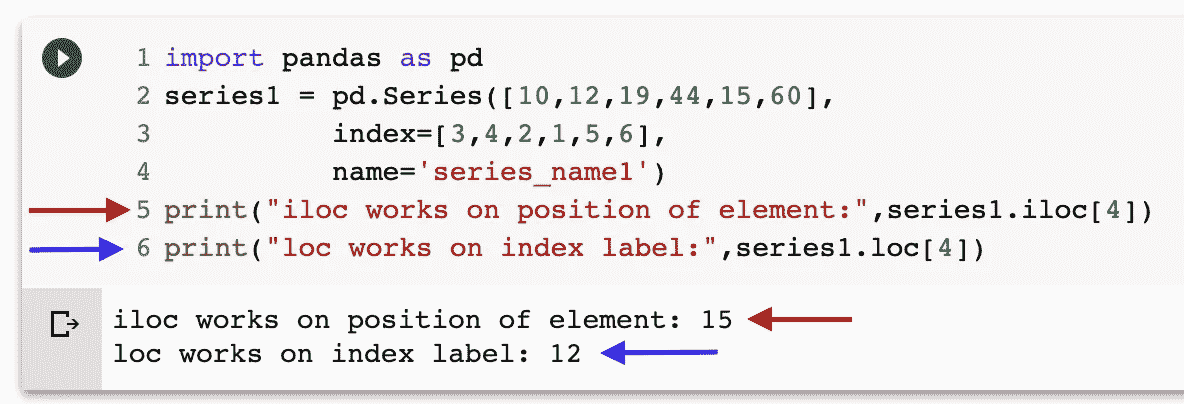 1 import pandas as pd
2 series1 = pd.Series([10,12,19,44,15,60],
3           index=[3,4,2,1,5,6],
4           name='series_name1')
5 print("iloc works on position of element:",series1.iloc[4])
6 print("loc works on index label:",series1.loc[4])
iloc works on position of element: 15
loc works on index label: 12